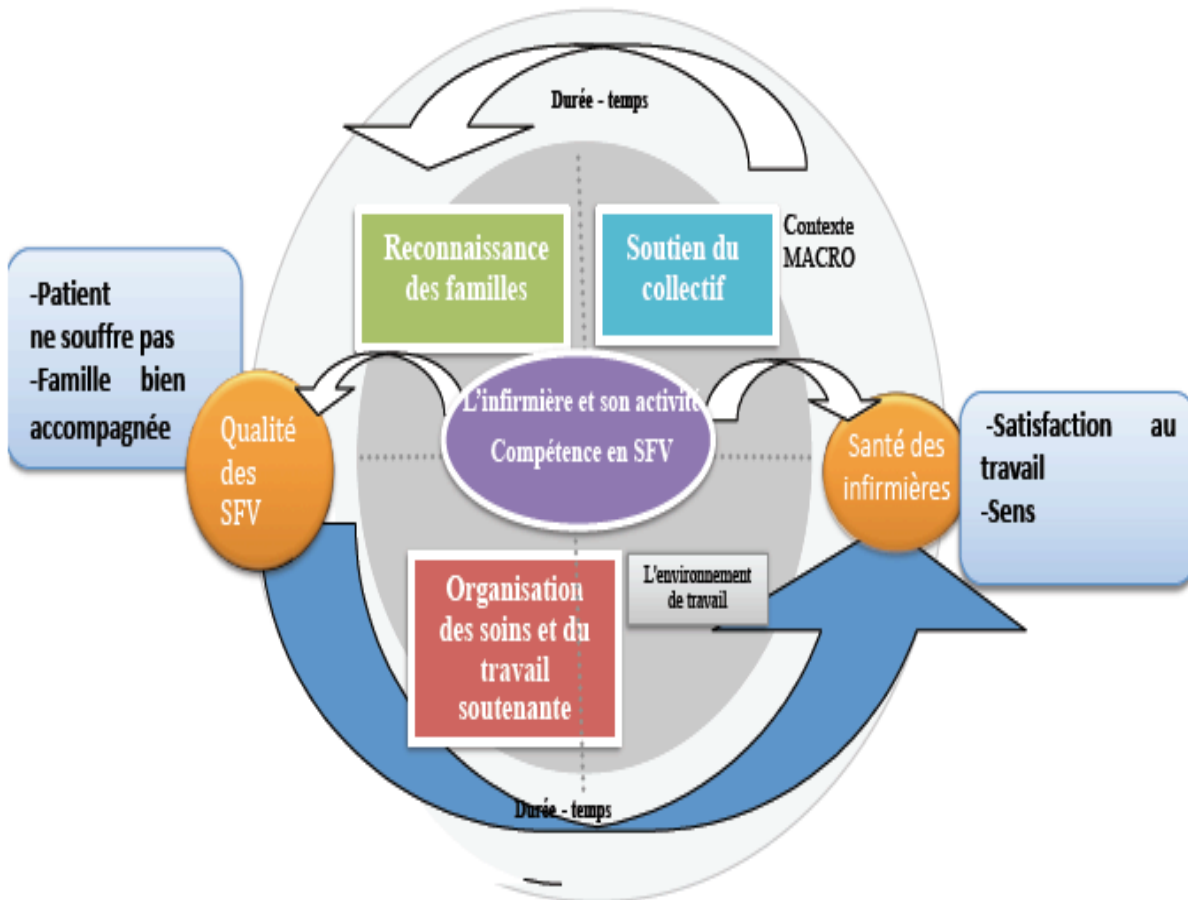 Durée - temps
Reconnaissance
des familles
Soutien du
collectif
Contexte
MACRO
-Patient
ne souffre pas
-Famille bien
accompagnée
Qualité
des
SFV
L'infirmière et son activité
Compétence en SFV
Santé des
infirmières
-Satisfaction au
travail
-Sens
Organisation
des soins et du
travail
soutenante
L'environnement
de travail
Durée - temps